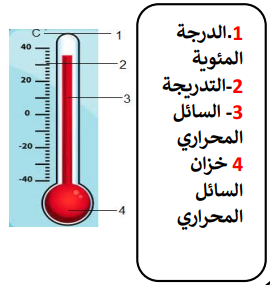 C
1
40
2
20
3
0
-20
-40
4
1.الدرجة
المئوية
2-التدريجة
3- السائل
المحراري
4 خزان
السائل
المحراري